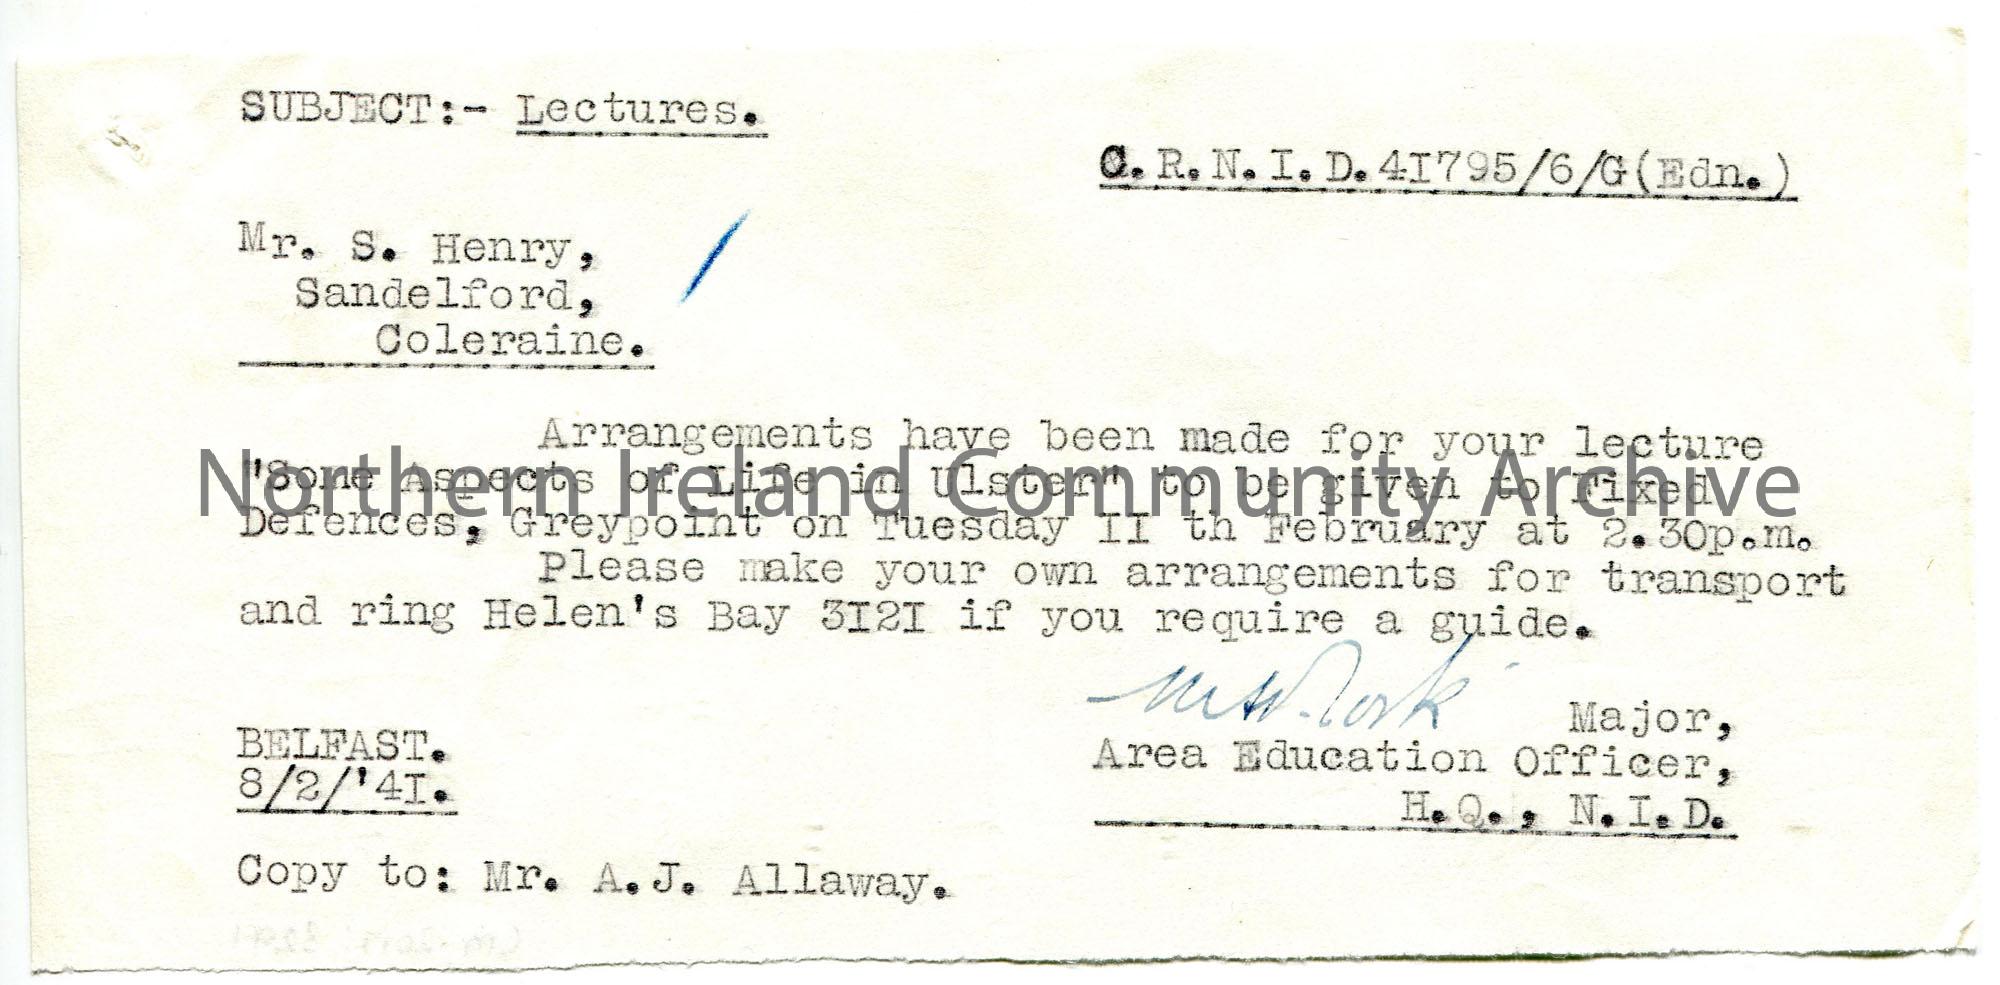 SUBJECT:- Lectures.
C.R.N.I.D.4I795/6/G(Edn.)
Mr. S. Henry,
Sandelford,
Coleraine.
Arrangements have been made for your lecture
"Some Aspects of Life in Ulster" to be given to Fixed
Northern Ireland Community Archive
Defences, Greypoint on Tuesday II th February at 2.30p.m.
Please make your own arrangements for transport
and ring Helen's Bay 3I2I if you require a guide.
Major,
BELFAST.
Area Education Officer,
8/2/'4I.
H.Q., N.I.D.
Copy to: Mr. A.J. Allaway.